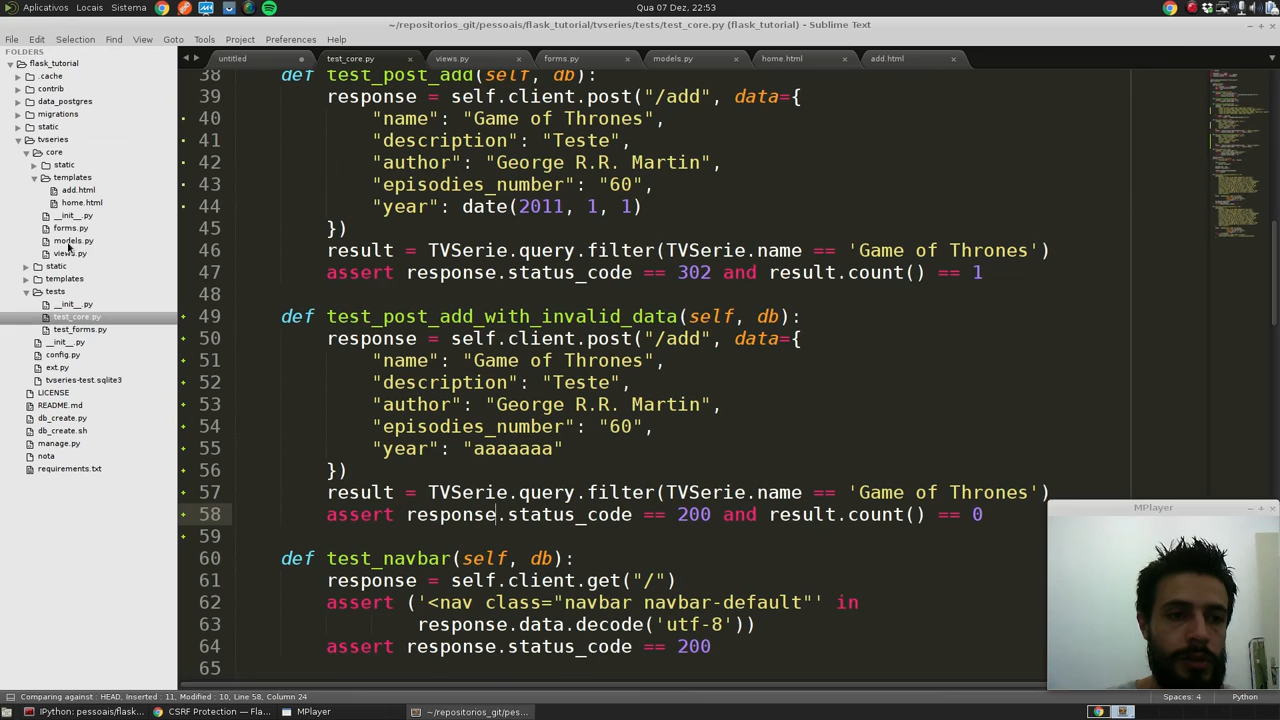 Aplicativos Locais Sistema
Qua 07 Dez, 22:53
~/repositorios_git/pessoais/flask_tutorial/tvseries/tests/test_core.py (flask_tutorial) - Sublime Text
File Edit Selection Find View Goto Tools Project Preferences Help
FOLDERS
flask_tutorial
.cache
contrib
data_postgres
migrations
static
tvseries
core
static
templates
add.html
home.html
__init__.py
forms.py
models.py
views.py
static
templates
tests
__init__.py
test_core.py
test_forms.py
__init__.py
config.py
ext.py
tvseries-test.sqlite3
LICENSE
README.md
db_create.py
db_create.sh
manage.py
nota
requirements.txt
untitled test_core.py views.py forms.py models.py home.html add.html
38 def test_post_add(self, db):
39 response = self.client.post("/add", data={
40 "name": "Game of Thrones",
41 "description": "Teste",
42 "author": "George R.R. Martin",
43 "episodies_number": "60",
44 "year": date(2011, 1, 1)
45 })
46 result = TVSerie.query.filter(TVSerie.name == 'Game of Thrones')
47 assert response.status_code == 302 and result.count() == 1
48
49 def test_post_add_with_invalid_data(self, db):
50 response = self.client.post("/add", data={
51 "name": "Game of Thrones",
52 "description": "Teste",
53 "author": "George R.R. Martin",
54 "episodies_number": "60",
55 "year": "aaaaaaa"
56 })
57 result = TVSerie.query.filter(TVSerie.name == 'Game of Thrones')
58 assert response.status_code == 200 and result.count() == 0
59
60 def test_navbar(self, db):
61 response = self.client.get("/")
62 assert ('<nav class="navbar navbar-default"' in
63 response.data.decode('utf-8'))
64 assert response.status_code == 200
65
MPlayer
Comparing against : HEAD, Inserted : 11, Modified : 10, Line 58, Column 24
Spaces: 4 Python
IPython: pessoais/flask... CSRF Protection — Fla... MPlayer ~/repositorios_git/pes...